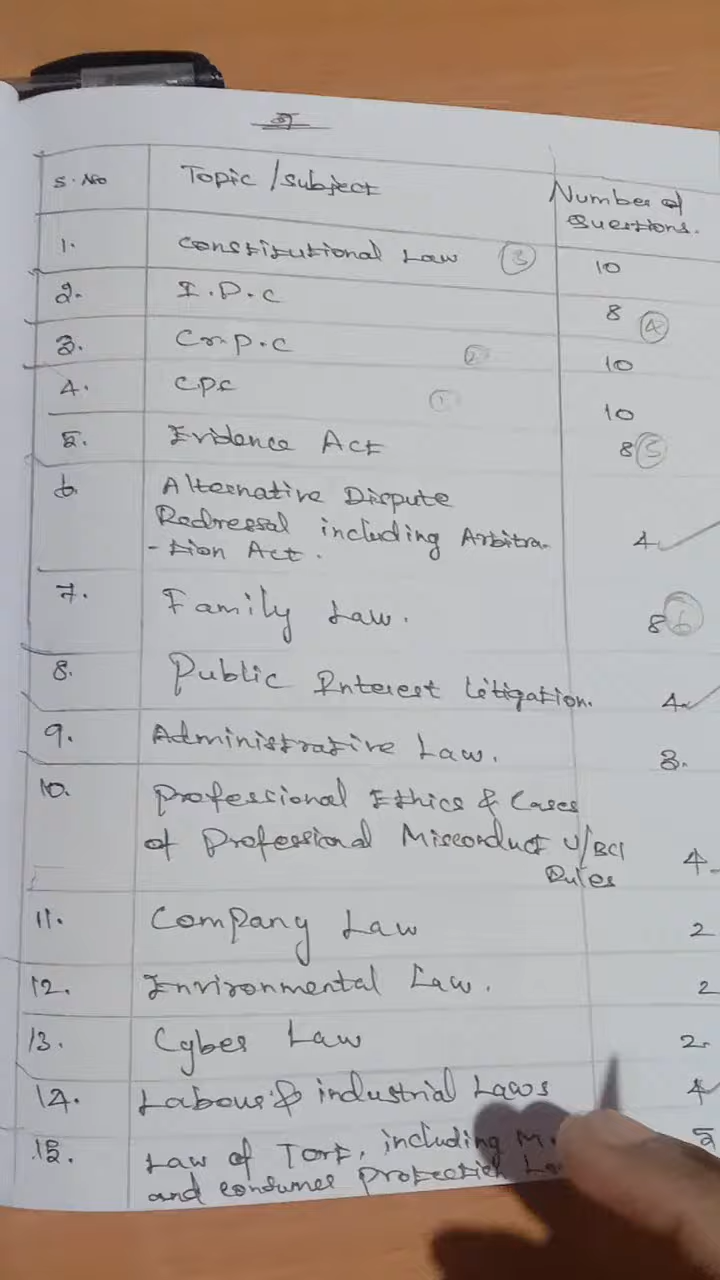 S. No Topic / subject Number of Questions.
1. Constitutional Law 3 10
2. I.P.C 8 4
3. Cr.P.C 2 10
4. C.P.C 1 10
5. Evidence Act 8 5
6 Alternative Dispute
Redressal including Arbitra-
-tion Act. 4
7. Family Law. 8 6
8. Public Interest Litigation. 4
9. Administrative Law. 3.
10. Professional Ethics & Cases
of Professional Misconduct U/BCI
Rules 4
11. Company Law 2
12. Environmental Law. 2
13. Cyber Law 2
14. Labour & industrial Laws 4
15. Law of Tort, including M. 5
and consumer Protection